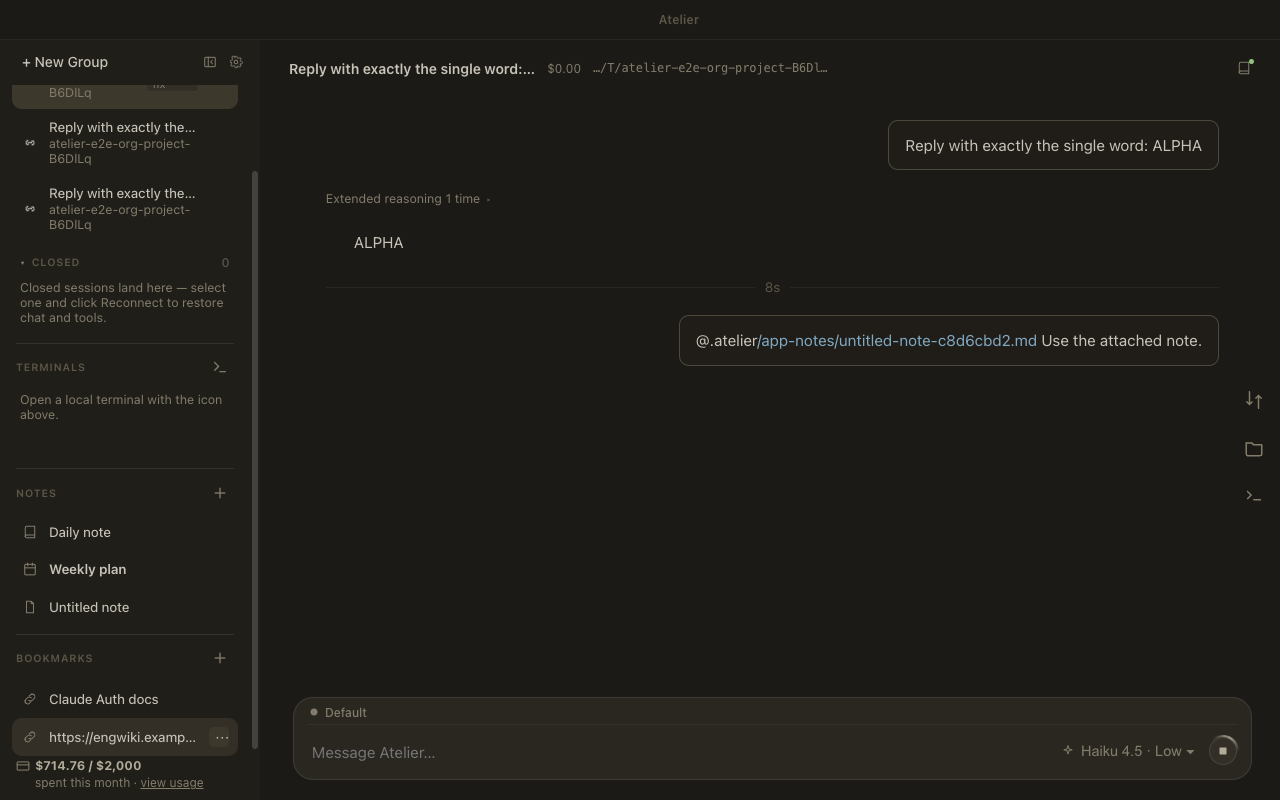 Atelier
+ New Group
B6DlLq
Reply with exactly the...
atelier-e2e-org-project-
B6DlLq
Reply with exactly the...
atelier-e2e-org-project-
B6DlLq
CLOSED 0
Closed sessions land here — select
one and click Reconnect to restore
chat and tools.
TERMINALS
Open a local terminal with the icon
above.
NOTES
Daily note
Weekly plan
Untitled note
BOOKMARKS
Claude Auth docs
https://engwiki.examp...
$714.76 / $2,000
spent this month · view usage
Reply with exactly the single word:... $0.00 …/T/atelier-e2e-org-project-B6Dl…
Reply with exactly the single word: ALPHA
Extended reasoning 1 time
ALPHA
8s
@.atelier/app-notes/untitled-note-c8d6cbd2.md Use the attached note.
Default
Message Atelier...
Haiku 4.5 · Low